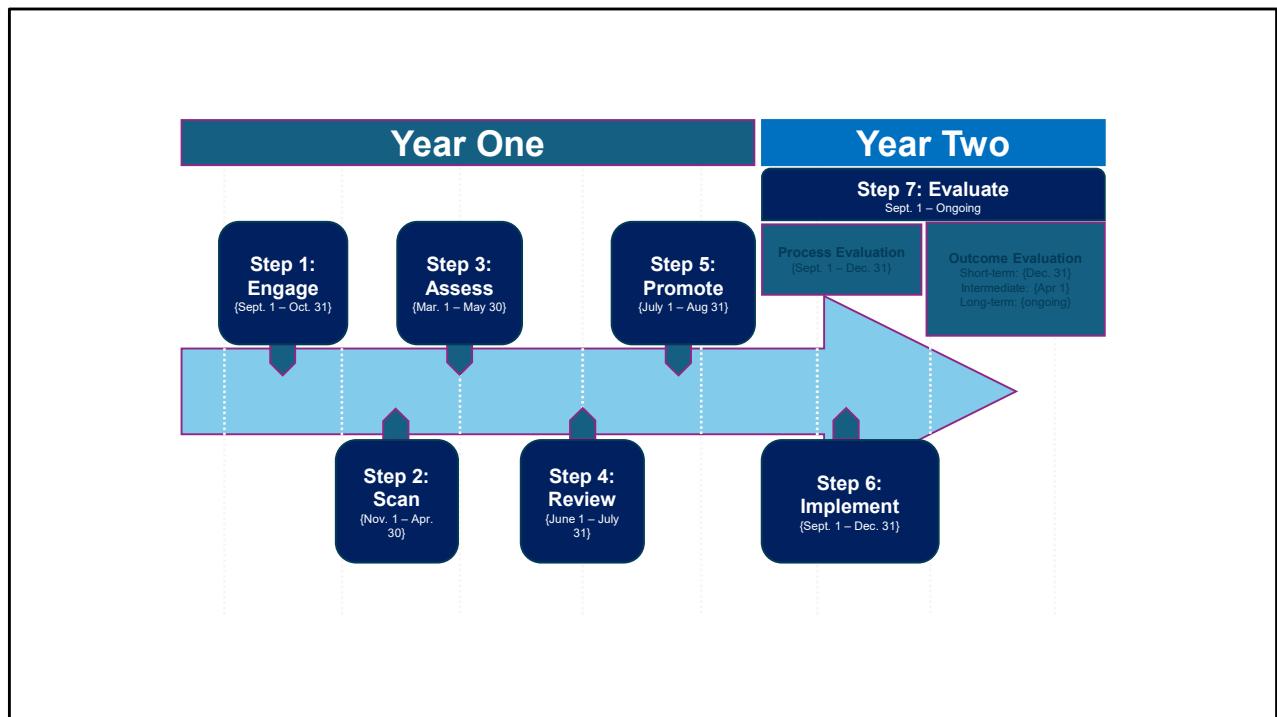 Year One
Year Two
Step 7: Evaluate
Sept. 1 – Ongoing
Process Evaluation
{Sept. 1 – Dec. 31}
Outcome Evaluation
Short-term: {Dec. 31}
Intermediate: {Apr 1}
Long-term: {ongoing}
Step 1:
Engage
{Sept. 1 – Oct. 31}
Step 3:
Assess
{Mar. 1 – May 30}
Step 5:
Promote
{July 1 – Aug 31}
Step 2:
Scan
{Nov. 1 – Apr.
30}
Step 4:
Review
{June 1 – July
31}
Step 6:
Implement
{Sept. 1 – Dec. 31}